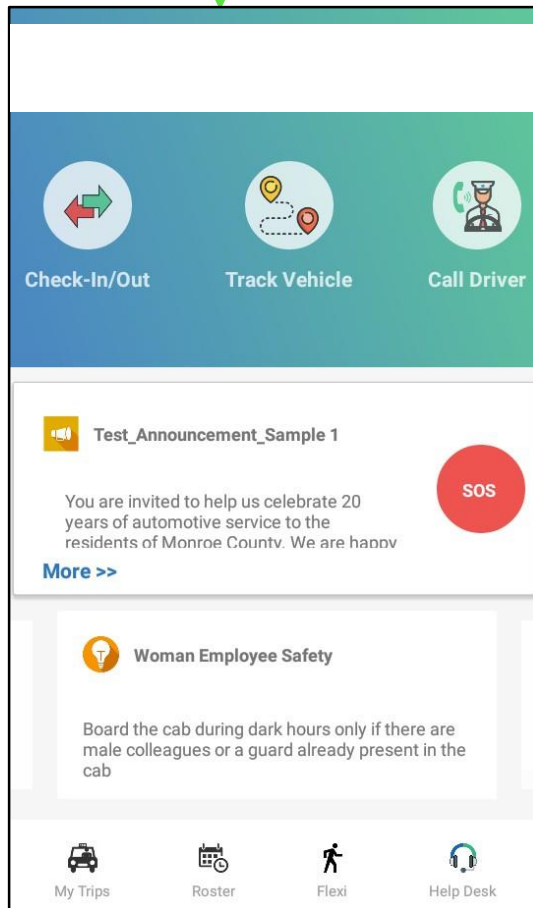 Check-In/Out
Track Vehicle
Call Driver
Test_Announcement_Sample 1
You are invited to help us celebrate 20
years of automotive service to the
residents of Monroe County. We are happy
SOS
More >>
T
Woman Employee Safety
Board the cab during dark hours only if there are
male colleagues or a guard already present in the
cab
My Trips
Roster
Flexi
Help Desk